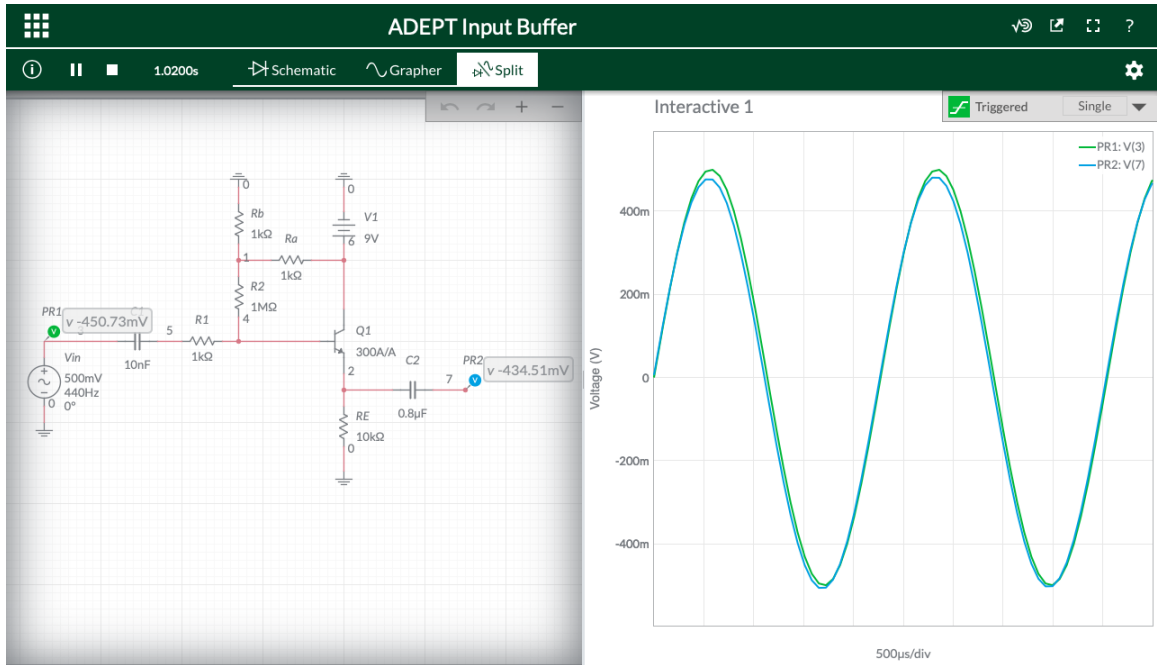 ADEPT Input Buffer
?
1.0200s
Schematic
Grapher
Split
Interactive 1
Triggered
Single
PR1: V(3)
PR2: V(7)
0
0
Rb
1kΩ
V1
9V
6
Ra
1kΩ
1
R2
1MΩ
4
PR1
v -450.73mV
5
R1
1kΩ
10nF
Vin
500mV
440Hz
0°
0
Q1
300A/A
2
C2
0.8μF
PR2
v -434.51mV
7
RE
10kΩ
0
Voltage (V)
400m
200m
0
-200m
-400m
500μs/div